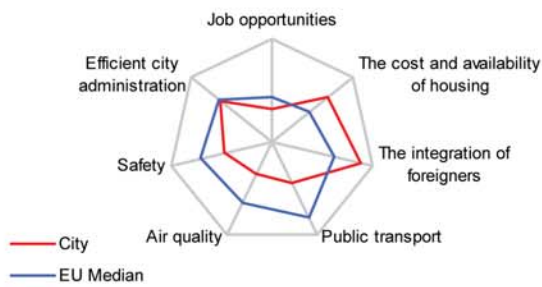 Job opportunities
The cost and availability
of housing
The integration of
foreigners
Public transport
Air quality
Safety
Efficient city
administration
City
EU Median